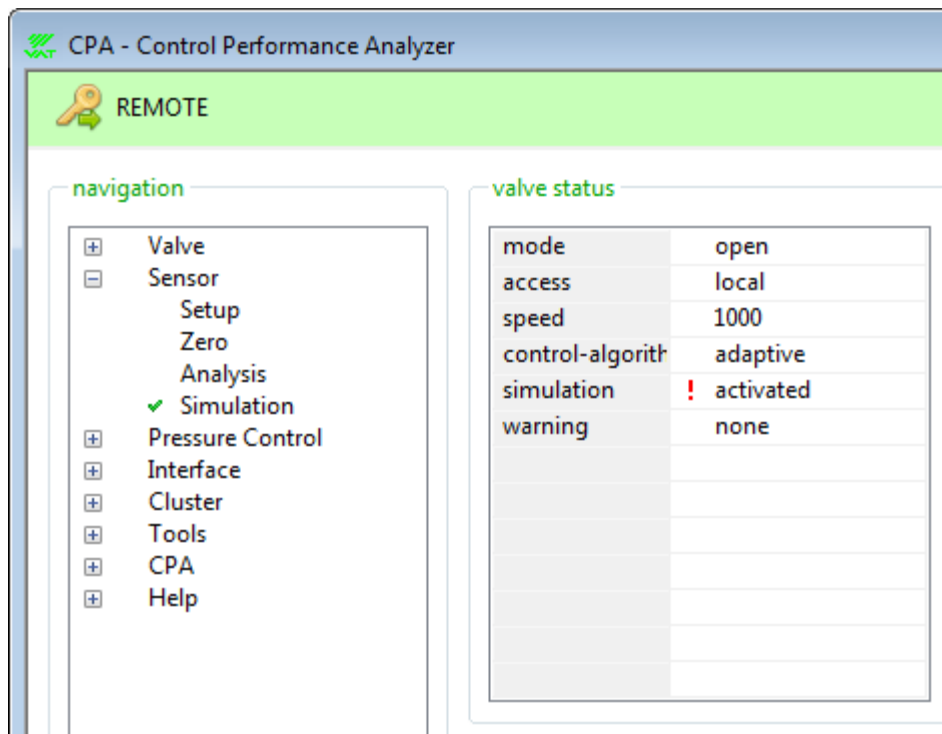 VAT CPA - Control Performance Analyzer
REMOTE
navigation
Valve
Sensor
Setup
Zero
Analysis
Simulation
Pressure Control
Interface
Cluster
Tools
CPA
Help
valve status
mode open
access local
speed 1000
control-algorith adaptive
simulation ! activated
warning none